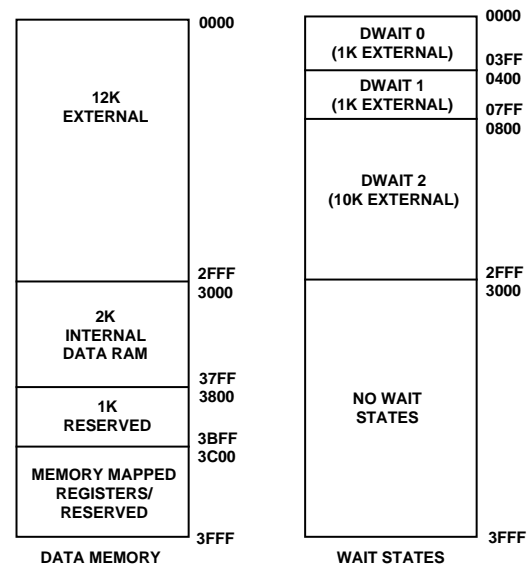 0000
12K
EXTERNAL
2FFF
3000
2K
INTERNAL
DATA RAM
37FF
3800
1K
RESERVED
3BFF
3C00
MEMORY MAPPED
REGISTERS/
RESERVED
3FFF
DATA MEMORY
0000
DWAIT 0
(1K EXTERNAL)
03FF
0400
DWAIT 1
(1K EXTERNAL)
07FF
0800
DWAIT 2
(10K EXTERNAL)
2FFF
3000
NO WAIT
STATES
3FFF
WAIT STATES